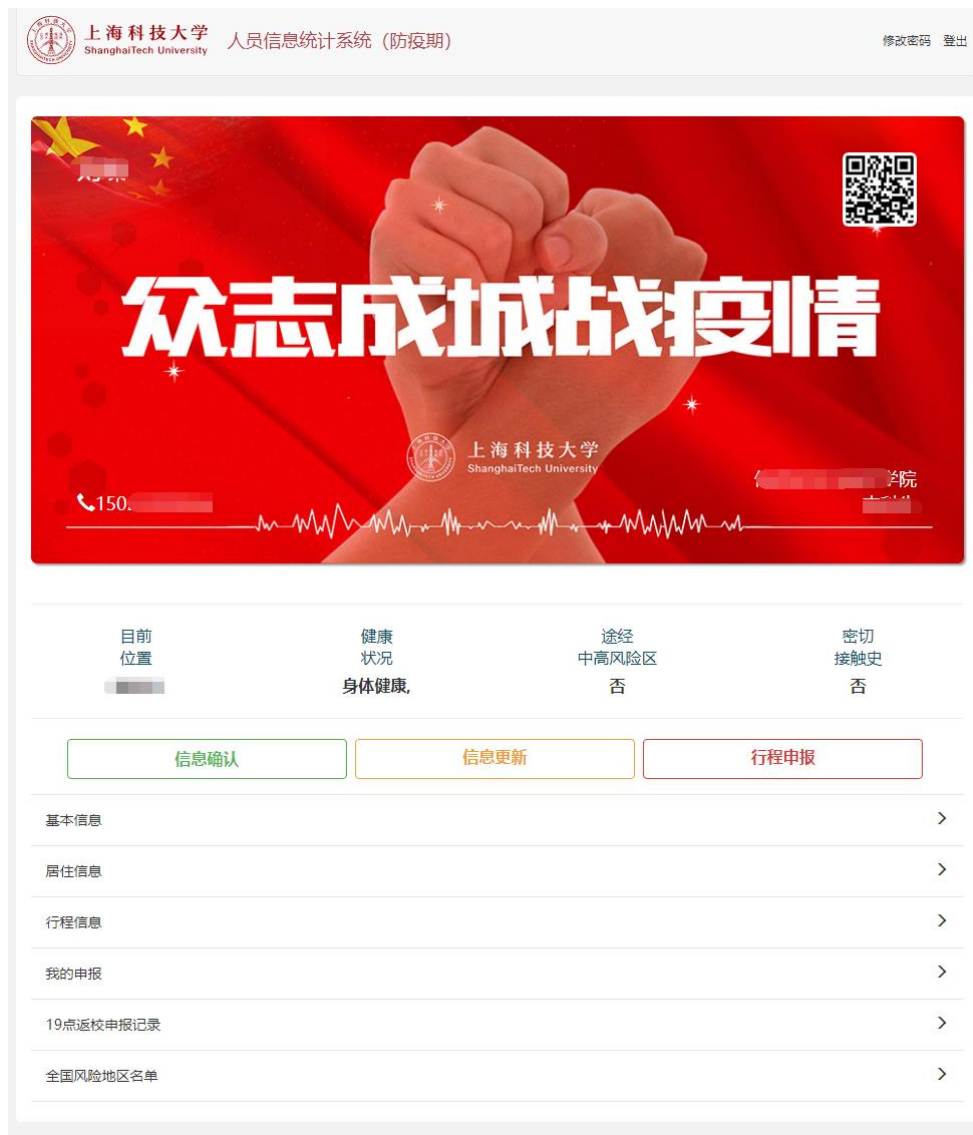 上海科技大学
ShanghaiTech University
人员信息统计系统（防疫期）
修改密码 登出
众志成城战疫情
上海科技大学
ShanghaiTech University
学院
150
目前
位置
健康
状况
身体健康,
途经
中高风险区
否
密切
接触史
否
信息确认
信息更新
行程申报
基本信息
居住信息
行程信息
我的申报
19点返校申报记录
全国风险地区名单